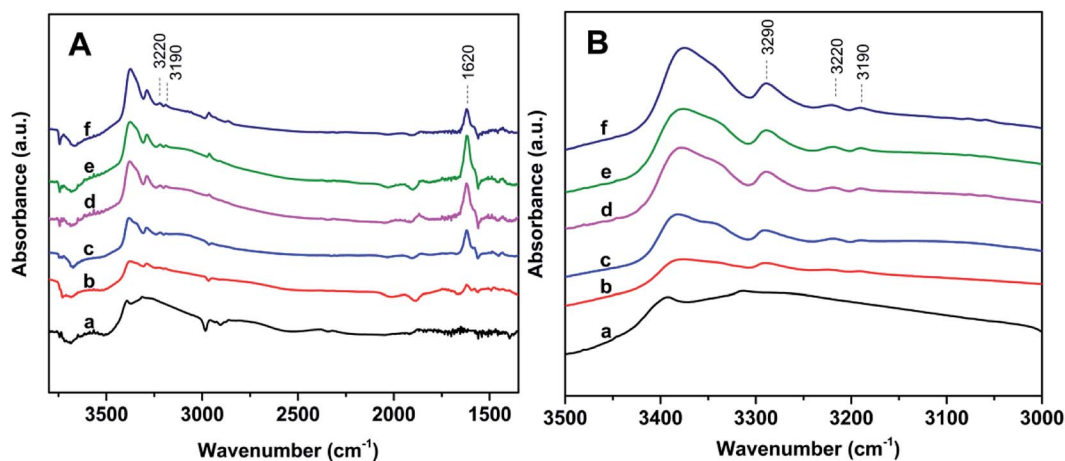 A
3220
3190
1620
f
e
d
c
b
a
Absorbance (a.u.)
3500
3000
2500
2000
1500
Wavenumber (cm⁻¹)
B
3290
3220
3190
f
e
d
c
b
a
Absorbance (a.u.)
3500
3400
3300
3200
3100
3000
Wavenumber (cm⁻¹)